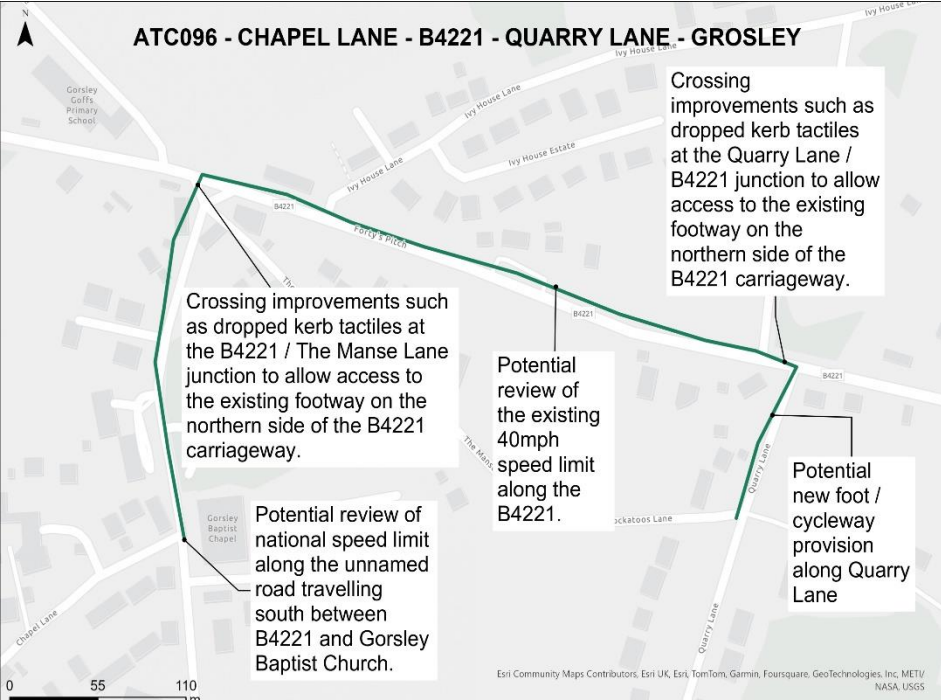 N
ATC096 - CHAPEL LANE - B4221 - QUARRY LANE - GROSLEY
Ivy House Lane
Ivy House Lane
Ivy House Lane
Ivy House Lane
Ivy House Estate
Gorsley
Goffs
Primary
School
Crossing
improvements such as
dropped kerb tactiles
at the Quarry Lane /
B4221 junction to allow
access to the existing
footway on the
northern side of the
B4221 carriageway.
B4221
Forty's Pitch
The
Crossing improvements such
as dropped kerb tactiles at
the B4221 / The Manse Lane
junction to allow access to
the existing footway on the
northern side of the B4221
carriageway.
B4221
Potential
review of
the existing
40mph
speed limit
along the
B4221.
B4221
The Mans
Quarry Lane
Potential
new foot /
cycleway
provision
along Quarry
Lane
Gorsley
Baptist
Chapel
Potential review of
national speed limit
along the unnamed
road travelling
south between
B4221 and Gorsley
Baptist Church.
ockatoos Lane
Chapel Lane
Quarry Lane
0 55 110
m
Esri Community Maps Contributors, Esri UK, Esri, TomTom, Garmin, Foursquare, GeoTechnologies, Inc, METI/
NASA, USGS